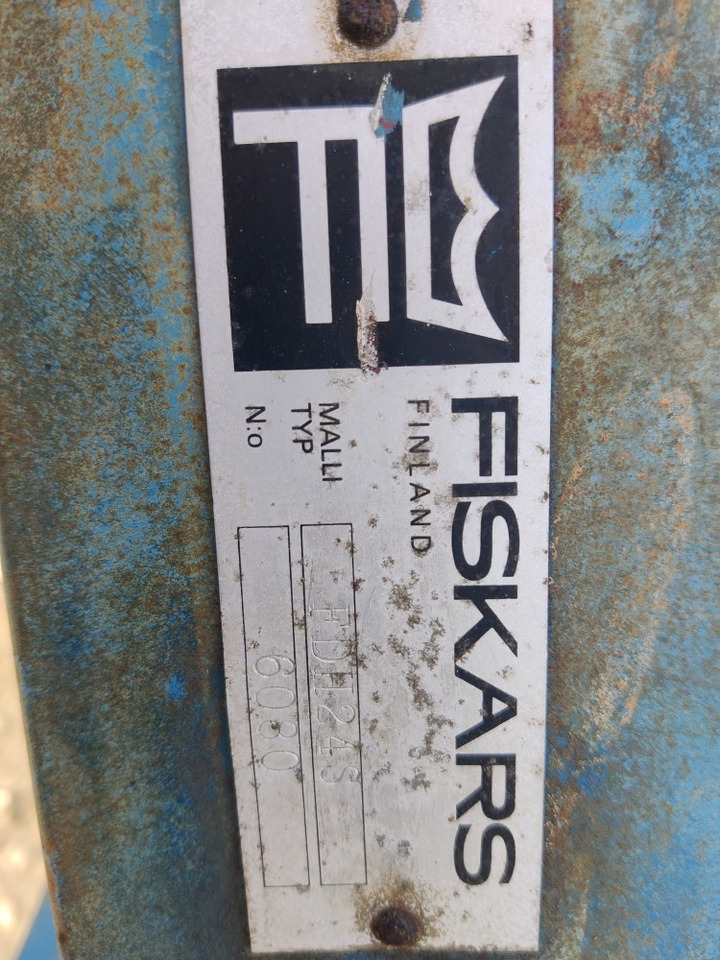 FISKARS
FINLAND
MALLI
TYP FDH24S
N:o 6080